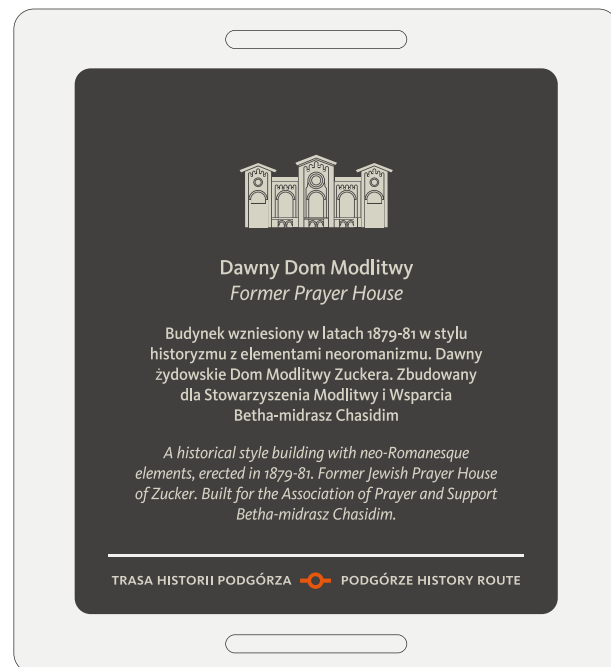 Dawny Dom Modlitwy
Former Prayer House
Budynek wzniesiony w latach 1879-81 w stylu
historyzmu z elementami neoromanizmu. Dawny
żydowskie Dom Modlitwy Zuckera. Zbudowany
dla Stowarzyszenia Modlitwy i Wsparcia
Betha-midrasz Chasidim
A historical style building with neo-Romanesque
elements, erected in 1879-81. Former Jewish Prayer House
of Zucker. Built for the Association of Prayer and Support
Betha-midrasz Chasidim.
TRASA HISTORII PODGÓRZA PODGÓRZE HISTORY ROUTE